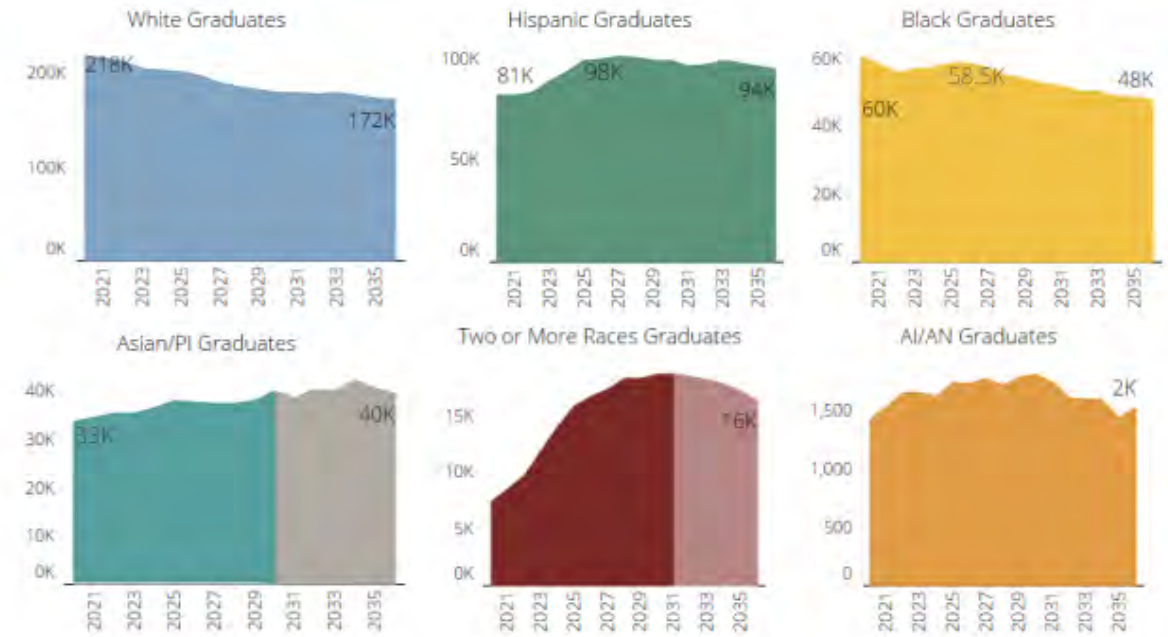 White Graduates
200K
100K
0K
218K
172K
2021
2023
2025
2027
2029
2031
2033
2035
Hispanic Graduates
100K
50K
0K
81K
98K
94K
2021
2023
2025
2027
2029
2031
2033
2035
Black Graduates
60K
40K
20K
0K
60K
58.5K
48K
2021
2023
2025
2027
2029
2031
2033
2035
Asian/PI Graduates
40K
30K
20K
10K
0K
33K
40K
2021
2023
2025
2027
2029
2031
2033
2035
Two or More Races Graduates
15K
10K
5K
0K
16K
2021
2023
2025
2027
2029
2031
2033
2035
AI/AN Graduates
1,500
1,000
500
0
2K
2021
2023
2025
2027
2029
2031
2033
2035